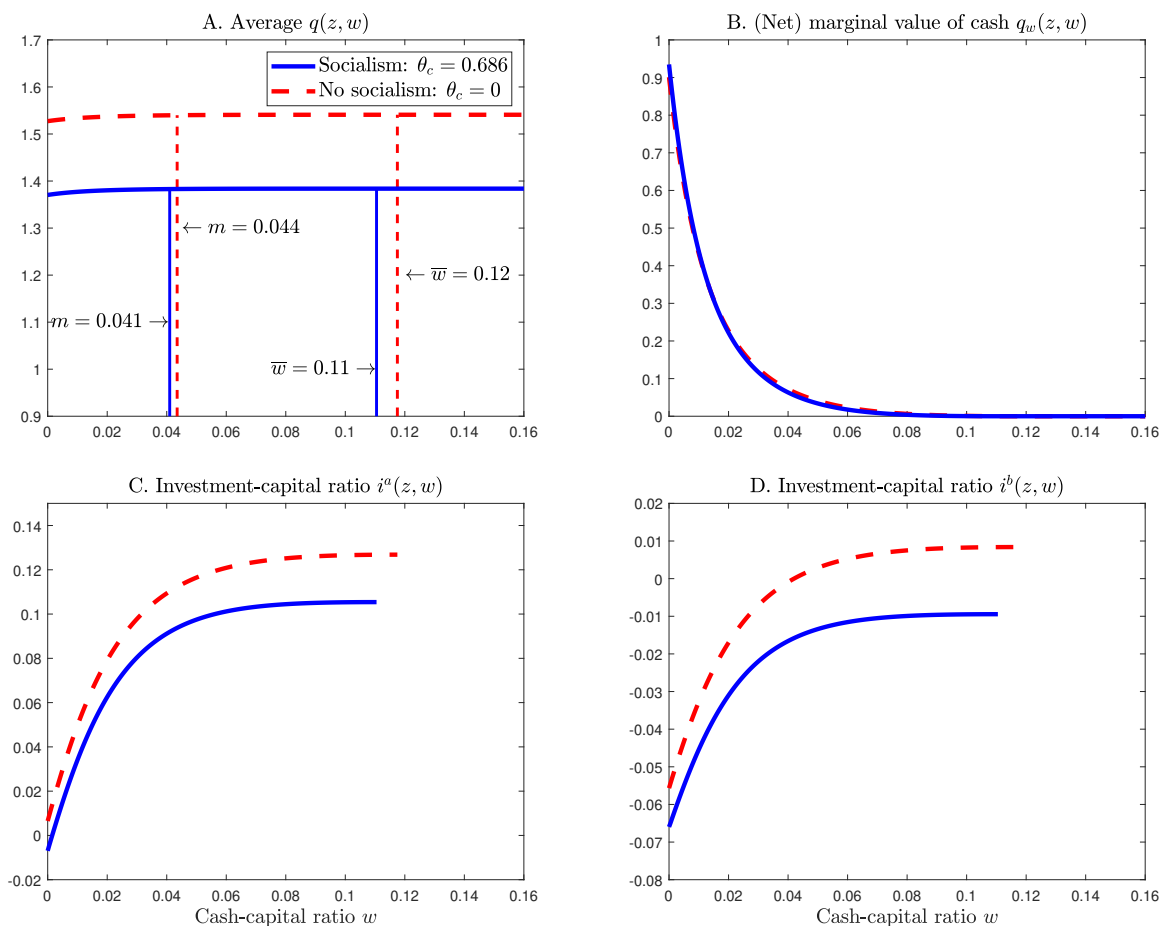 A. Average q(z, w)
1.7
1.6
1.5
1.4
1.3
1.2
1.1
1
0.9
Socialism: θc = 0.686
No socialism: θc = 0
← m = 0.044
← w̅ = 0.12
m = 0.041 →
w̅ = 0.11 →
0 0.02 0.04 0.06 0.08 0.1 0.12 0.14 0.16
B. (Net) marginal value of cash qw(z, w)
1
0.9
0.8
0.7
0.6
0.5
0.4
0.3
0.2
0.1
0
0 0.02 0.04 0.06 0.08 0.1 0.12 0.14 0.16
C. Investment-capital ratio iᵃ(z, w)
0.14
0.12
0.1
0.08
0.06
0.04
0.02
0
-0.02
0 0.02 0.04 0.06 0.08 0.1 0.12 0.14 0.16
Cash-capital ratio w
D. Investment-capital ratio iᵇ(z, w)
0.02
0.01
0
-0.01
-0.02
-0.03
-0.04
-0.05
-0.06
-0.07
-0.08
0 0.02 0.04 0.06 0.08 0.1 0.12 0.14 0.16
Cash-capital ratio w